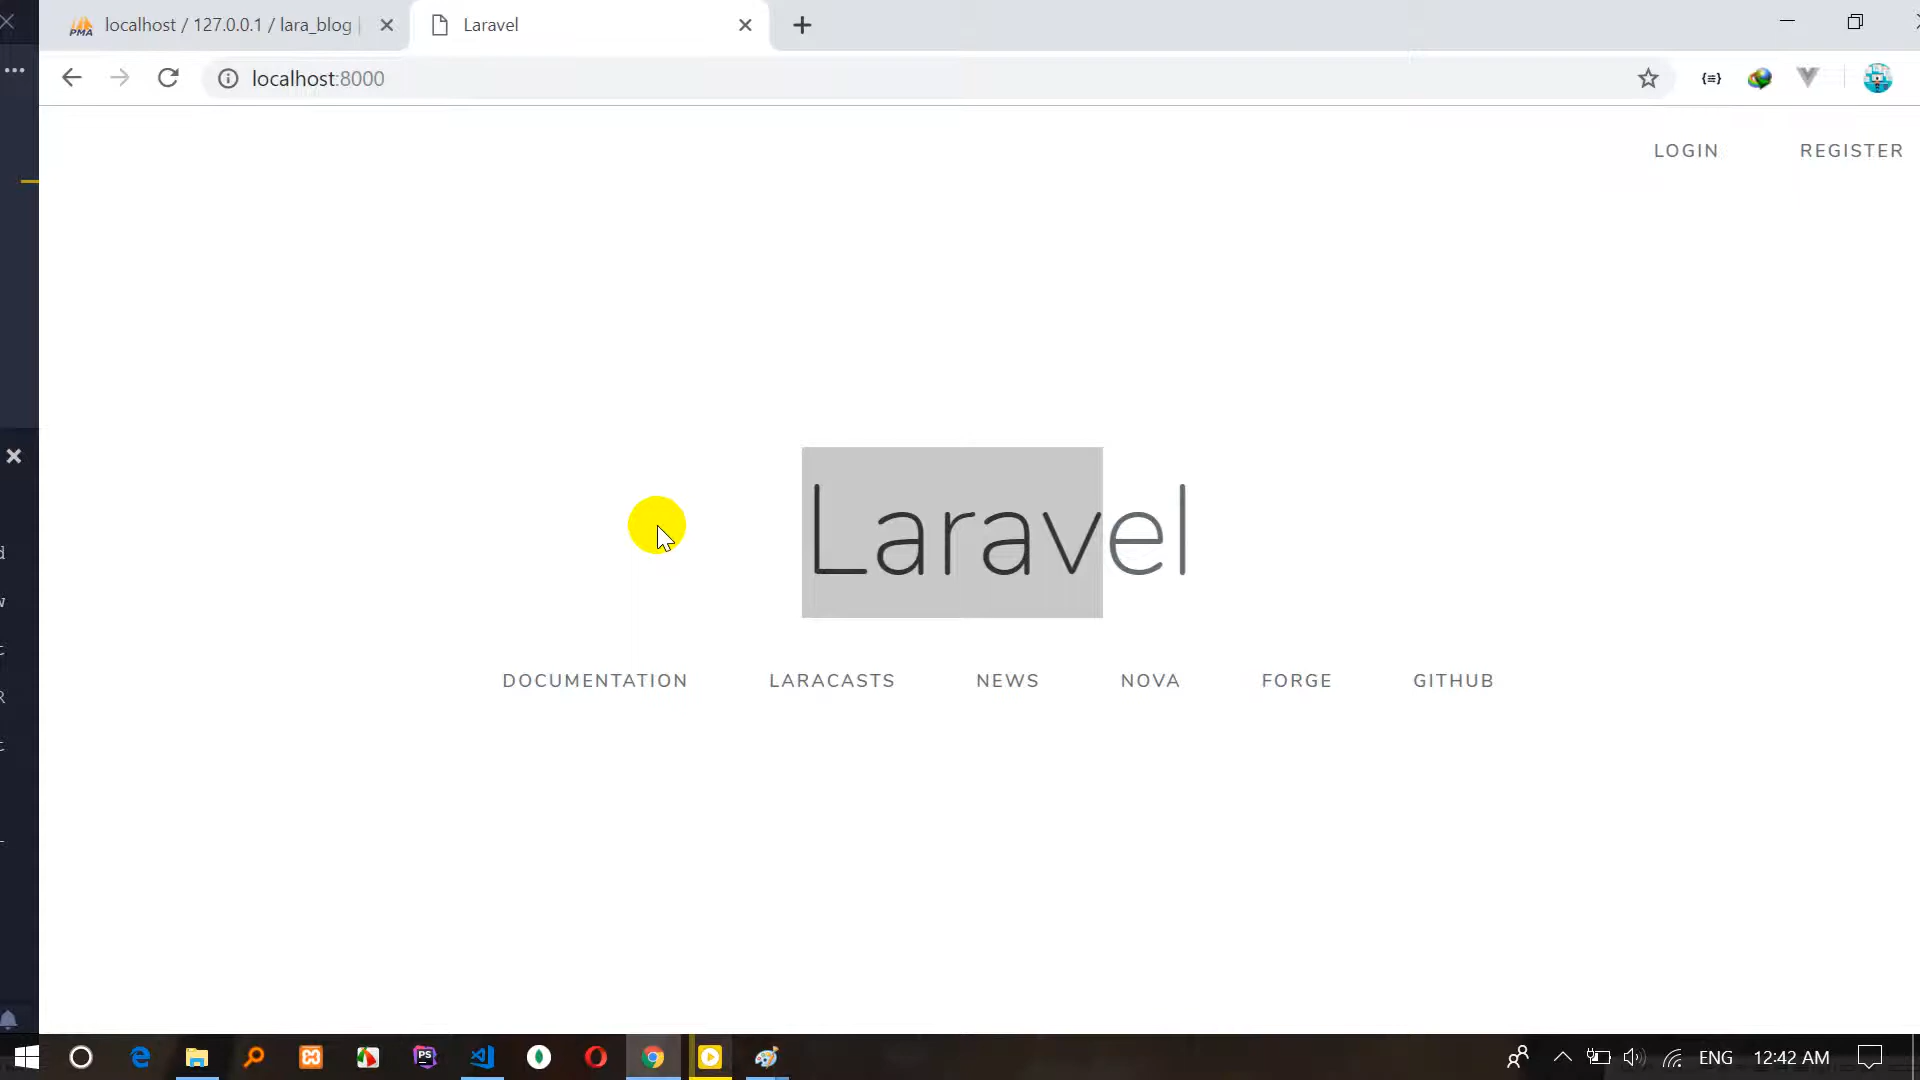 localhost / 127.0.0.1 / lara_blog |
Laravel
localhost:8000
LOGIN REGISTER
Laravel
DOCUMENTATION LARACASTS NEWS NOVA FORGE GITHUB
ENG 12:42 AM